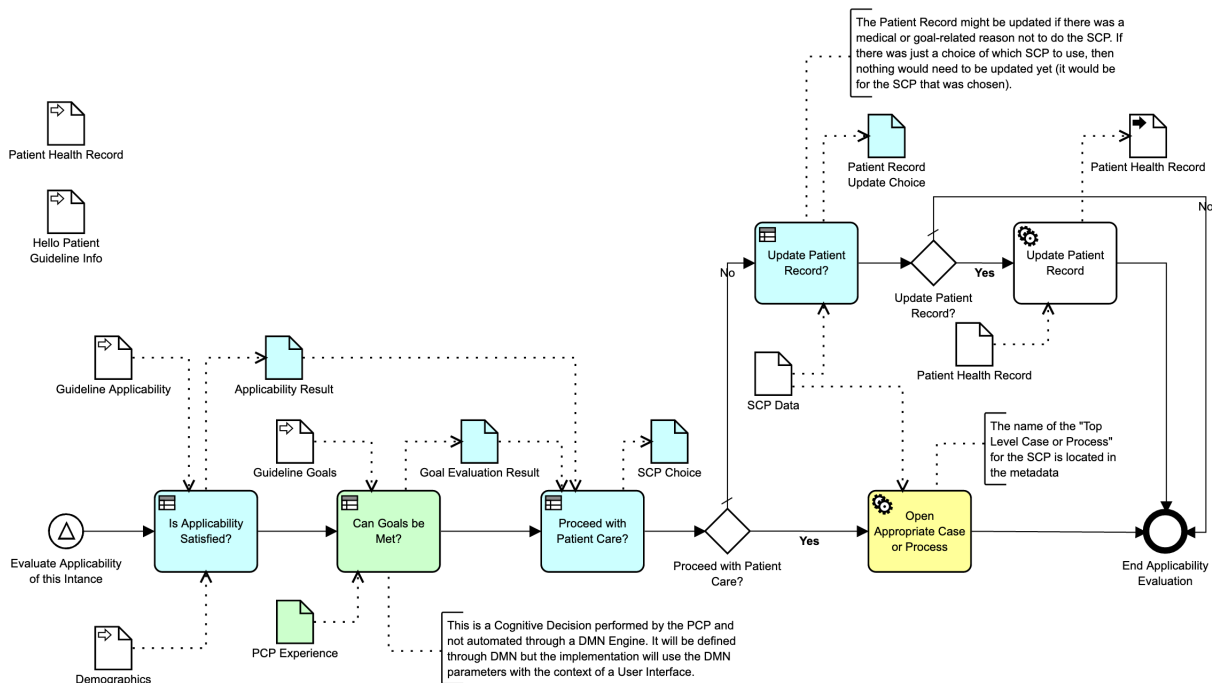 The Patient Record might be updated if there was a
medical or goal-related reason not to do the SCP. If
there was just a choice of which SCP to use, then
nothing would need to be updated yet (it would be
for the SCP that was chosen).
Patient Health Record
Patient Record
Update Choice
Patient Health Record
Hello Patient
Guideline Info
No
Update Patient
Record?
Update Patient
Record
No
Yes
Update Patient
Record?
Guideline Applicability
Applicability Result
SCP Data
Patient Health Record
Guideline Goals
Goal Evaluation Result
SCP Choice
The name of the "Top
Level Case or Process"
for the SCP is located in
the metadata
Is Applicability
Satisfied?
Can Goals be
Met?
Proceed with
Patient Care?
Open
Appropriate Case
or Process
Yes
Evaluate Applicability
of this Intance
Proceed with Patient
Care?
End Applicability
Evaluation
PCP Experience
This is a Cognitive Decision performed by the PCP and
not automated through a DMN Engine. It will be defined
through DMN but the implementation will use the DMN
parameters with the context of a User Interface.
Demographics